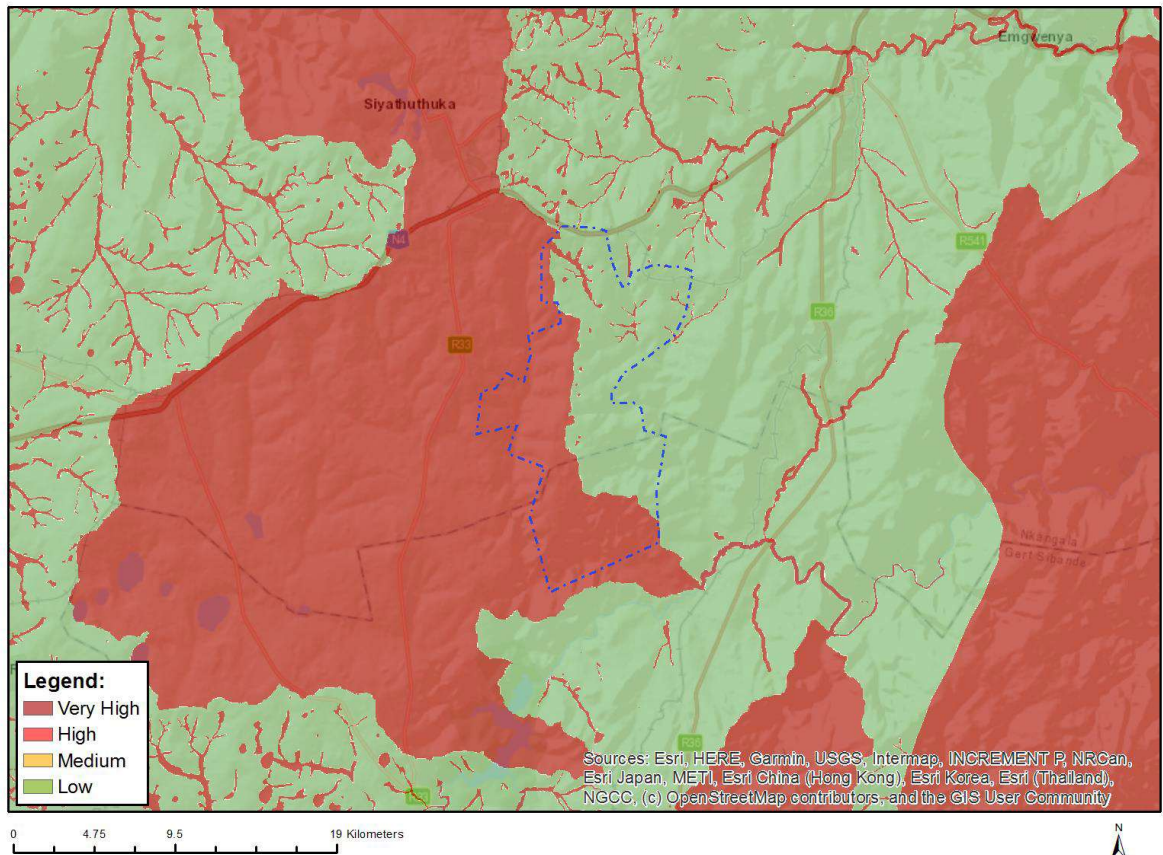 Emgwenya
Siyathuthuka
N4
R541
R36
R33
Nkangala
Gert Sibande
Legend:
Very High
High
Medium
Low
R36
Sources: Esri, HERE, Garmin, USGS, Intermap, INCREMENT P, NRCan,
Esri Japan, METI, Esri China (Hong Kong), Esri Korea, Esri (Thailand),
NGCC, (c) OpenStreetMap contributors, and the GIS User Community
0 4.75 9.5 19 Kilometers
N